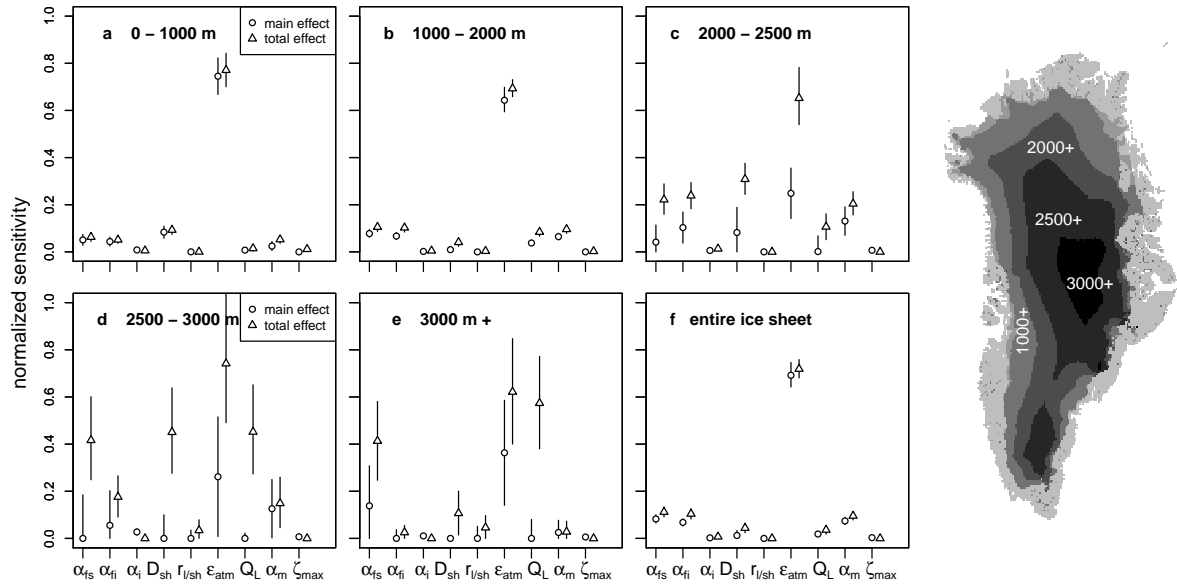 normalized sensitivity
a 0 – 1000 m
main effect
total effect
b 1000 – 2000 m
c 2000 – 2500 m
1.0
0.8
0.6
0.4
0.2
0.0
d 2500 – 3000 m
main effect
total effect
e 3000 m +
f entire ice sheet
1.0
0.8
0.6
0.4
0.2
0.0
αfs αfi αi Dsh rl/sh εatm QL αm ζmax
αfs αfi αi Dsh rl/sh εatm QL αm ζmax
αfs αfi αi Dsh rl/sh εatm QL αm ζmax
2000+
2500+
3000+
1000+